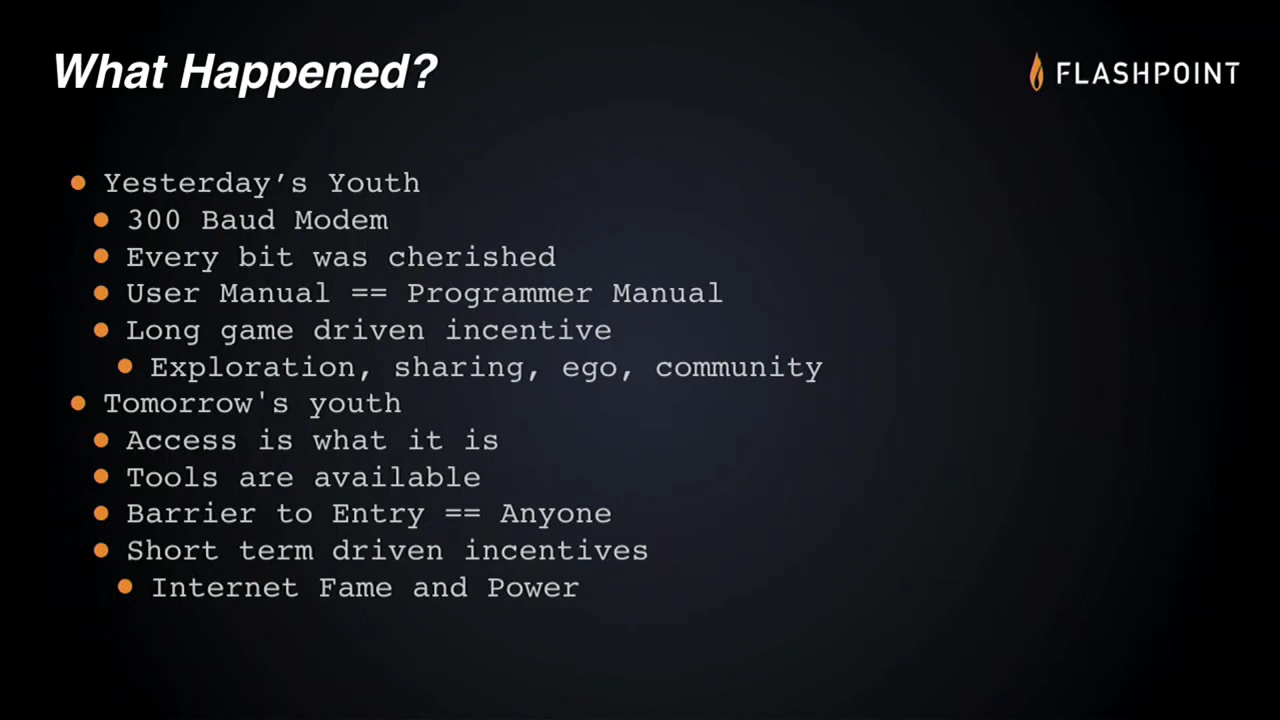 What Happened?
FLASHPOINT
Yesterday’s Youth
300 Baud Modem
Every bit was cherished
User Manual == Programmer Manual
Long game driven incentive
Exploration, sharing, ego, community
Tomorrow's youth
Access is what it is
Tools are available
Barrier to Entry == Anyone
Short term driven incentives
Internet Fame and Power